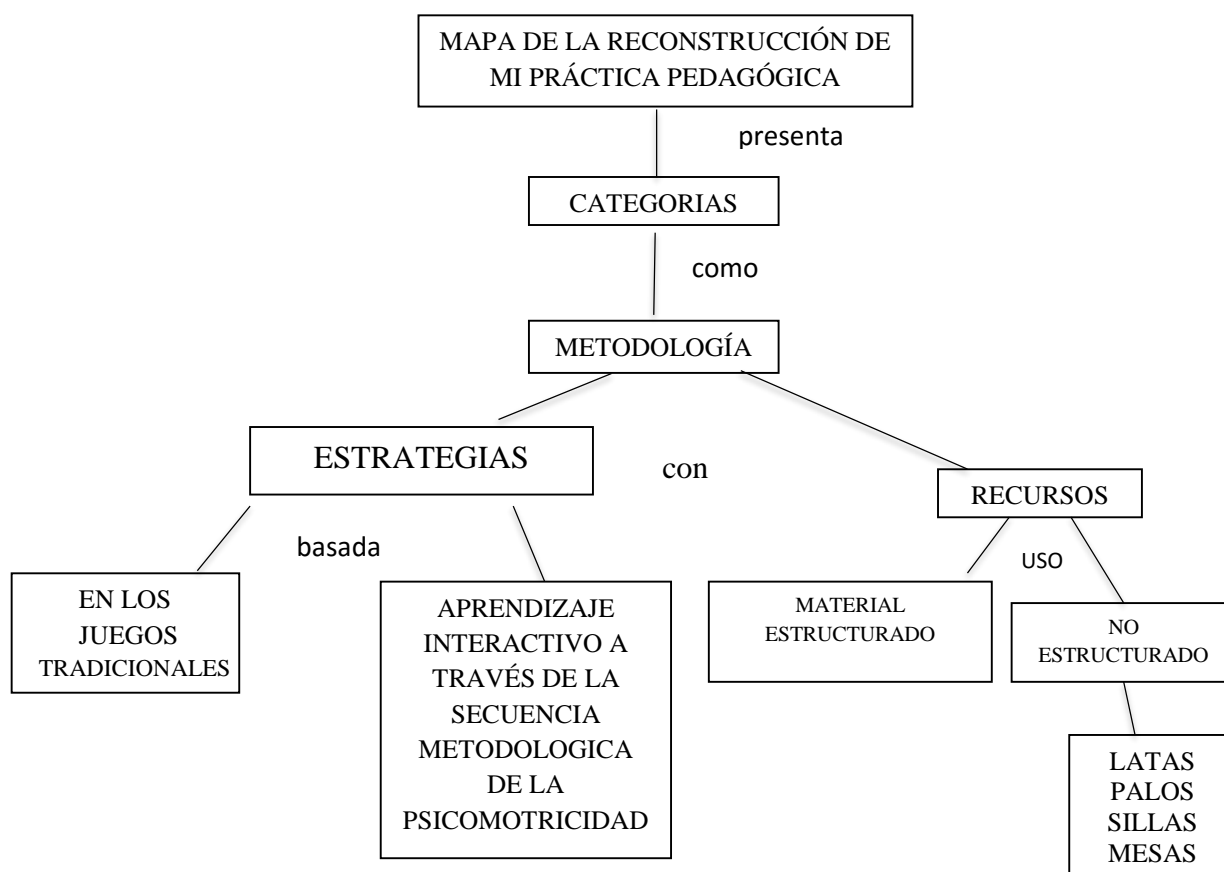 MAPA DE LA RECONSTRUCCIÓN DE
MI PRÁCTICA PEDAGÓGICA
presenta
CATEGORIAS
como
METODOLOGÍA
ESTRATEGIAS
con
RECURSOS
basada
USO
EN LOS
JUEGOS
TRADICIONALES
APRENDIZAJE
INTERACTIVO A
TRAVÉS DE LA
SECUENCIA
METODOLOGICA
DE LA
PSICOMOTRICIDAD
MATERIAL
ESTRUCTURADO
NO
ESTRUCTURADO
LATAS
PALOS
SILLAS
MESAS